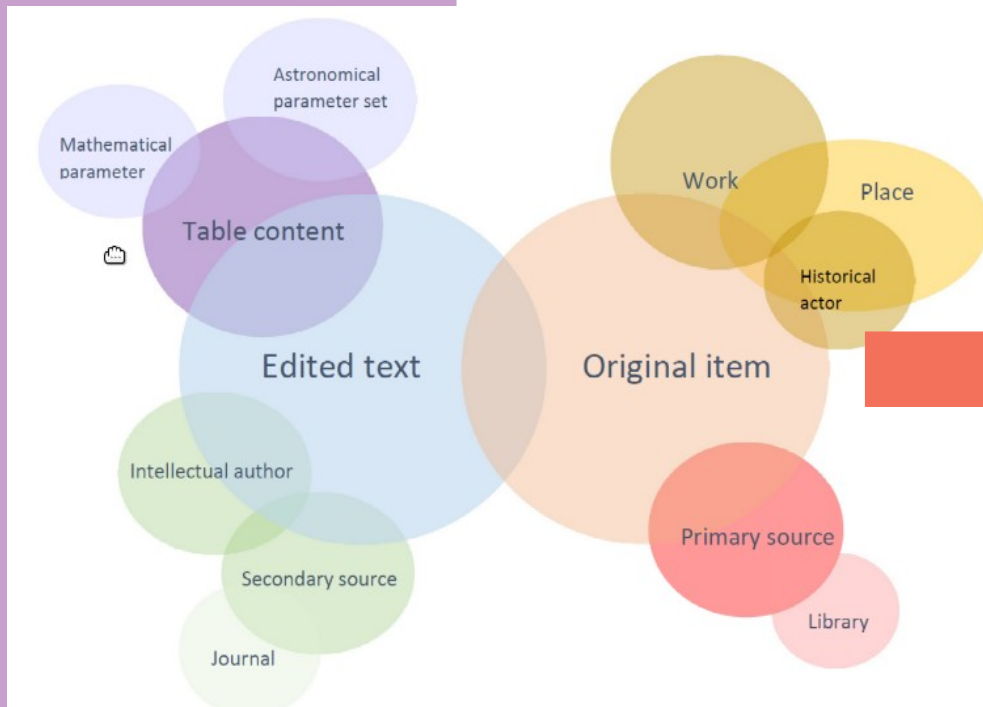 Astronomical
parameter set
Mathematical
parameter
Table content
Work
Place
Historical
actor
Edited text
Original item
Intellectual author
Secondary source
Journal
Primary source
Library